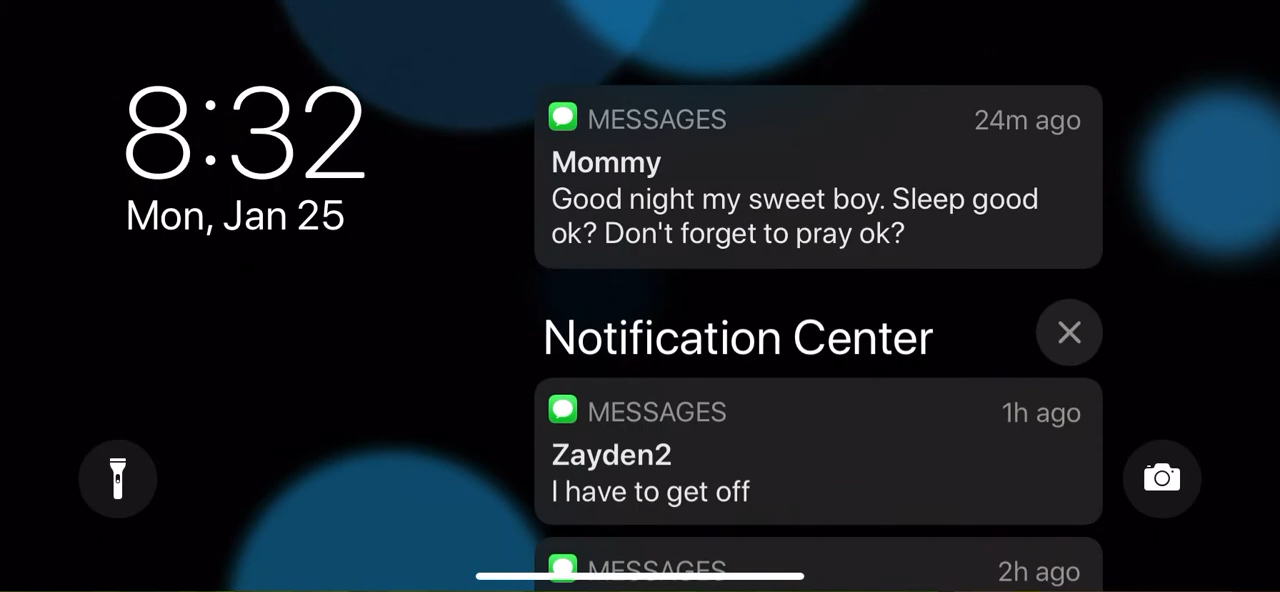 8:32
Mon, Jan 25
MESSAGES
24m ago
Mommy
Good night my sweet boy. Sleep good
ok? Don't forget to pray ok?
Notification Center
MESSAGES
1h ago
Zayden2
I have to get off
MESSAGES
2h ago